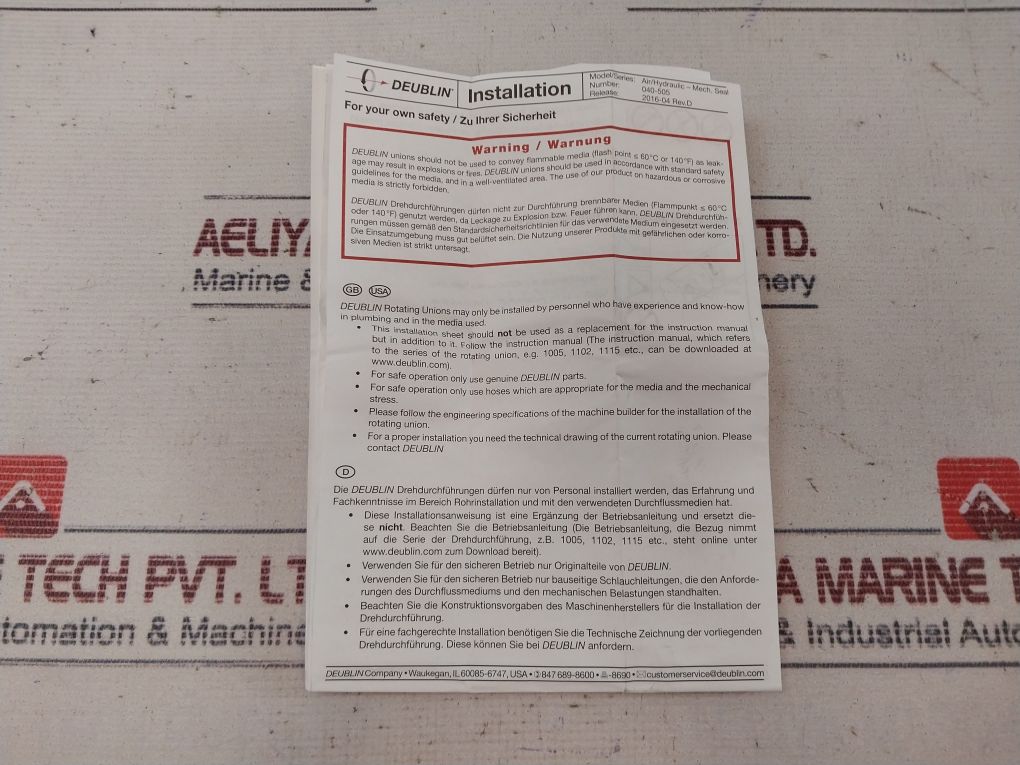 DEUBLIN
Installation
Model/Series: Air/Hydraulic – Mech. Seal
Number: 040-505
Release: 2016-04 Rev.D
For your own safety / Zu Ihrer Sicherheit
Warning / Warnung
DEUBLIN unions should not be used to convey flammable media (flash point ≤ 60°C or 140°F) as leak-
age may result in explosions or fires. DEUBLIN unions should be used in accordance with standard safety
guidelines for the media, and in a well-ventilated area. The use of our product on hazardous or corrosive
media is strictly forbidden.
DEUBLIN Drehdurchführungen dürfen nicht zur Durchführung brennbarer Medien (Flammpunkt ≤ 60°C
oder 140°F) genutzt werden, da Leckage zu Explosion bzw. Feuer führen kann. DEUBLIN Drehdurchfüh-
rungen müssen gemäß den Standardsicherheitsrichtlinien für das verwendete Medium eingesetzt werden.
Die Einsatzumgebung muss gut belüftet sein. Die Nutzung unserer Produkte mit gefährlichen oder korro-
siven Medien ist strikt untersagt.
GB USA
DEUBLIN Rotating Unions may only be installed by personnel who have experience and know-how
in plumbing and in the media used.
• This installation sheet should not be used as a replacement for the instruction manual
but in addition to it. Follow the instruction manual (The instruction manual, which refers
to the series of the rotating union, e.g. 1005, 1102, 1115 etc., can be downloaded at
www.deublin.com).
• For safe operation only use genuine DEUBLIN parts.
• For safe operation only use hoses which are appropriate for the media and the mechanical
stress.
• Please follow the engineering specifications of the machine builder for the installation of the
rotating union.
• For a proper installation you need the technical drawing of the current rotating union. Please
contact DEUBLIN
D
Die DEUBLIN Drehdurchführungen dürfen nur von Personal installiert werden, das Erfahrung und
Fachkenntnisse im Bereich Rohrinstallation und mit den verwendeten Durchflussmedien hat.
• Diese Installationsanweisung ist eine Ergänzung der Betriebsanleitung und ersetzt die-
se nicht. Beachten Sie die Betriebsanleitung (Die Betriebsanleitung, die Bezug nimmt
auf die Serie der Drehdurchführung, z.B. 1005, 1102, 1115 etc., steht online unter
www.deublin.com zum Download bereit).
• Verwenden Sie für den sicheren Betrieb nur Originalteile von DEUBLIN.
• Verwenden Sie für den sicheren Betrieb nur bauseitige Schlauchleitungen, die den Anforde-
rungen des Durchflussmediums und den mechanischen Belastungen standhalten.
• Beachten Sie die Konstruktionsvorgaben des Maschinenherstellers für die Installation der
Drehdurchführung.
• Für eine fachgerechte Installation benötigen Sie die Technische Zeichnung der vorliegenden
Drehdurchführung. Diese können Sie bei DEUBLIN anfordern.
DEUBLIN Company • Waukegan, IL 60085-6747, USA • 847 689-8600 • -8690 • customerservice@deublin.com
AELIYA LTD.
Marine &
TECH PVT. LT
A MARINE T
tomation & Machine
& Industrial Auto